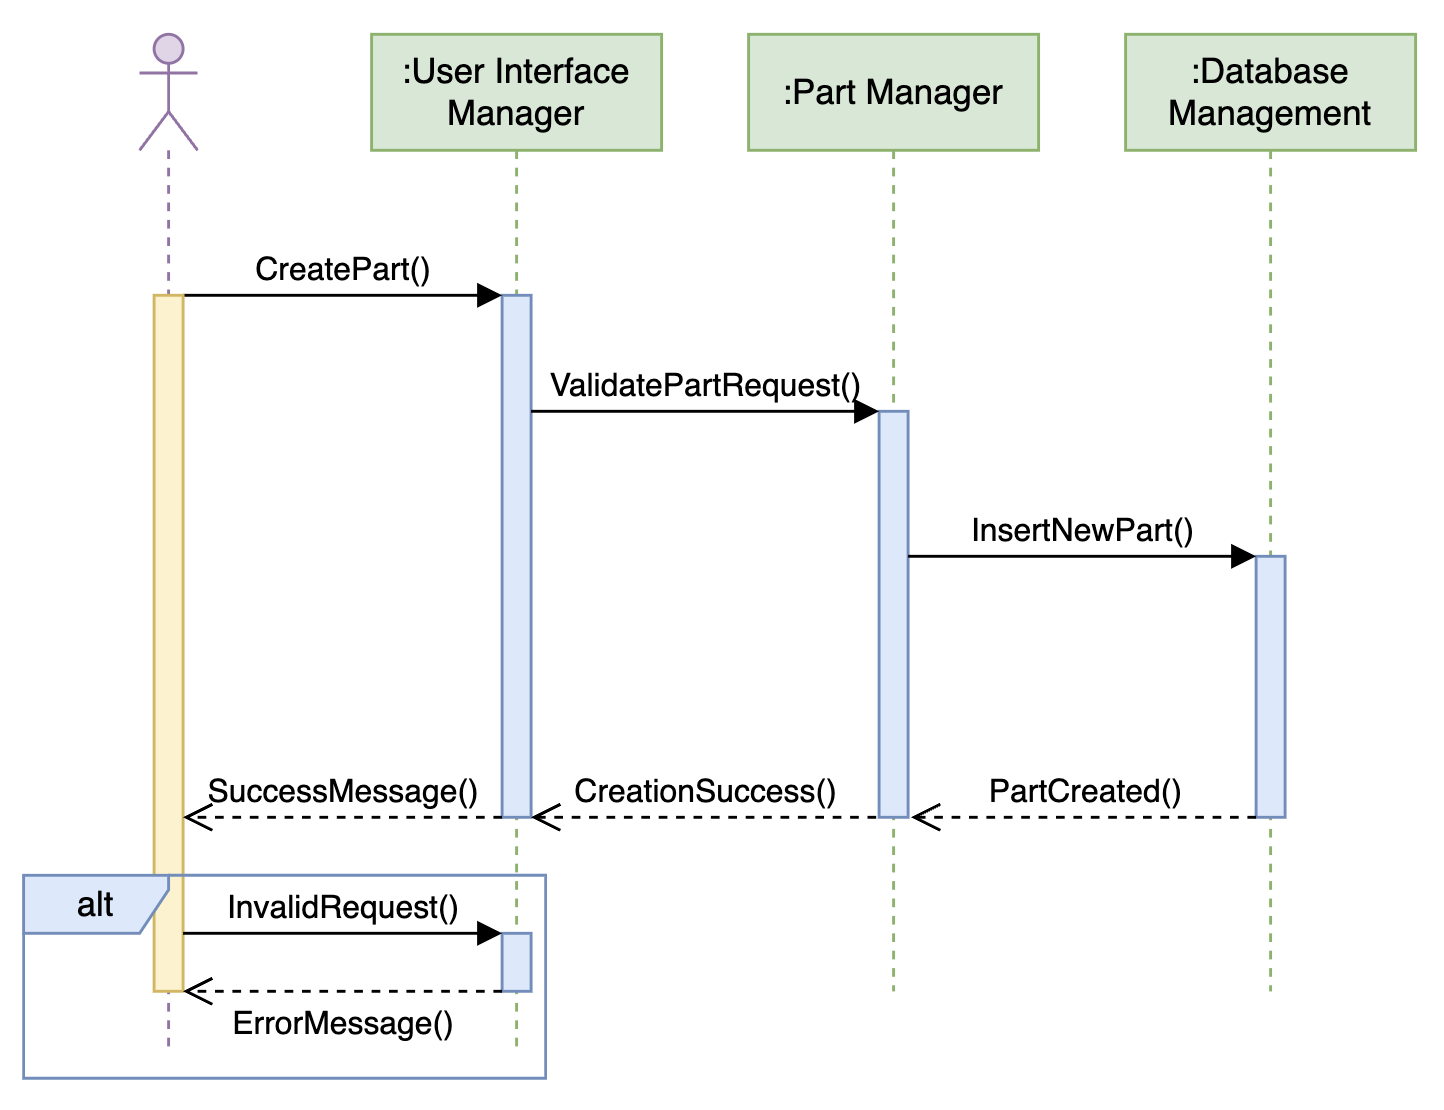 :User Interface
Manager
:Part Manager
:Database
Management
CreatePart()
ValidatePartRequest()
InsertNewPart()
SuccessMessage()
CreationSuccess()
PartCreated()
alt
InvalidRequest()
ErrorMessage()